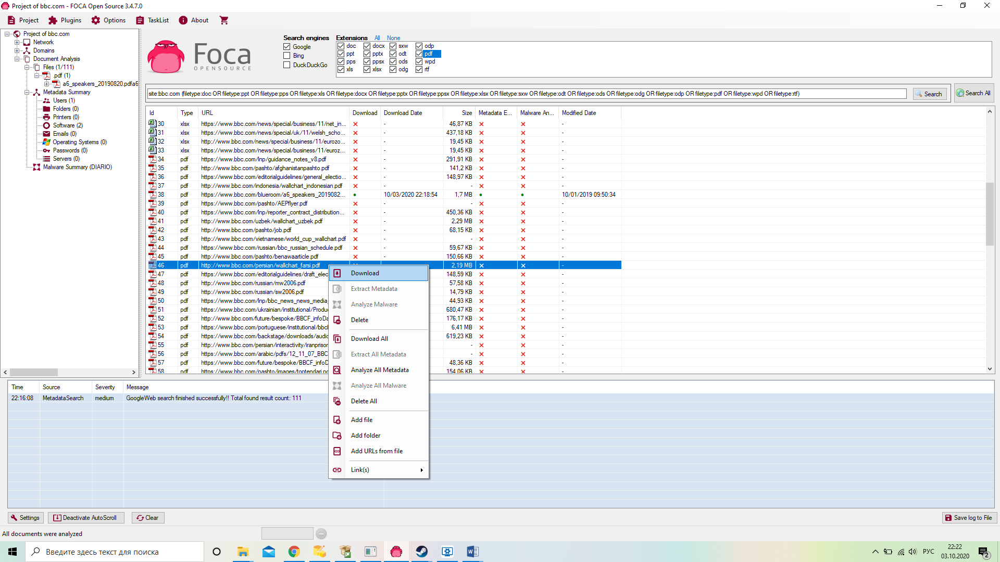 Project of bbc.com - FOCA Open Source 3.4.7.0
Project Plugins Options TaskList About
Project of bbc.com
Network
Domains
Document Analysis
Files (1/111)
.pdf (1)
a6_speakers_20190820.pdfa6
Metadata Summary
Users (1)
Folders (0)
Printers (0)
Software (2)
Emails (0)
Operating Systems (0)
Passwords (0)
Servers (0)
Malware Summary (DIARIO)
Foca
OPENSOURCE
Search engines
Google
Bing
DuckDuckGo
Extensions All None
doc docx sxw odp
ppt pptx odt pdf
pps ppsx ods wpd
xls xlsx odg rtf
site:bbc.com (filetype:doc OR filetype:ppt OR filetype:pps OR filetype:xls OR filetype:docx OR filetype:pptx OR filetype:ppsx OR filetype:xlsx OR filetype:sxw OR filetype:odt OR filetype:ods OR filetype:odg OR filetype:odp OR filetype:pdf OR filetype:wpd OR filetype:rtf)
Search
Search All
Id Type URL Download Download Date Size Metadata E... Malware An... Modified Date
30 xlsx https://www.bbc.com/news/special/business/11/net_in... - 46,87 KB -
31 xlsx https://www.bbc.com/news/special/uk/11/welsh_scho... - 437,18 KB -
32 xlsx https://www.bbc.com/news/special/business/11/eurozo... - 19,45 KB -
33 xlsx https://www.bbc.com/news/special/business/11/euroz... - 19,45 KB -
34 pdf https://www.bbc.com/lnp/guidance_notes_v8.pdf - 291,91 KB -
35 pdf https://www.bbc.com/pashto/afghanistanpashto.pdf - 141,2 KB -
36 pdf https://www.bbc.com/editorialguidelines/general_electio... - 148,97 KB -
37 pdf http://www.bbc.com/indonesia/wallchart_indonesian.pdf - - -
38 pdf https://www.bbc.com/blueroom/a6_speakers_2019082... 10/03/2020 22:18:54 1,7 MB 10/01/2019 09:50:34
39 pdf https://www.bbc.com/pashto/AEPflyer.pdf - - -
40 pdf https://www.bbc.com/lnp/reporter_contract_distribution... - 450,36 KB -
41 pdf http://www.bbc.com/uzbek/wallchart_uzbek.pdf - 2,29 MB -
42 pdf http://www.bbc.com/pashto/job.pdf - 68,15 KB -
43 pdf http://www.bbc.com/vietnamese/world_cup_wallchart.pdf - - -
44 pdf https://www.bbc.com/russian/bbc_russian_schedule.pdf - 59,67 KB -
45 pdf http://www.bbc.com/pashto/benawaarticle.pdf - 150,66 KB -
46 pdf http://www.bbc.com/persian/wallchart_farsi.pdf 2,19 MB -
47 pdf http://www.bbc.com/editorialguidelines/draft_elec 148,59 KB -
48 pdf http://www.bbc.com/russian/mw2006.pdf 57,58 KB -
49 pdf http://www.bbc.com/russian/sw2006.pdf 14,79 KB -
50 pdf https://www.bbc.com/lnp/bbc_news_news_media_ 44,93 KB -
51 pdf https://www.bbc.com/ukrainian/institutional/Produ 680,47 KB -
52 pdf http://www.bbc.com/future/bespoke/BBCF_infoDa 176,17 KB -
53 pdf https://www.bbc.com/portuguese/institutional/bbcl 6,41 MB -
54 pdf https://www.bbc.com/backstage/downloads/audio 619,23 KB -
55 pdf http://www.bbc.com/persian/interactivity/iranprison - -
56 pdf https://www.bbc.com/arabic/pdfs/12_11_07_BBC - -
57 pdf http://www.bbc.com/future/bespoke/BBCF_infoD 48,36 KB -
58 pdf http://www.bbc.com/pashto/images/toptendari.pd 154,06 KB -
Download
Extract Metadata
Analyze Malware
Delete
Download All
Extract All Metadata
Analyze All Metadata
Analyze All Malware
Delete All
Add file
Add folder
Add URLs from file
Link(s)
Time Source Severity Message
22:16:08 MetadataSearch medium GoogleWeb search finished successfully!! Total found result count: 111
Settings Deactivate AutoScroll Clear Save log to File
All documents were analyzed
Введите здесь текст для поиска
РУС
22:22
03.10.2020
2